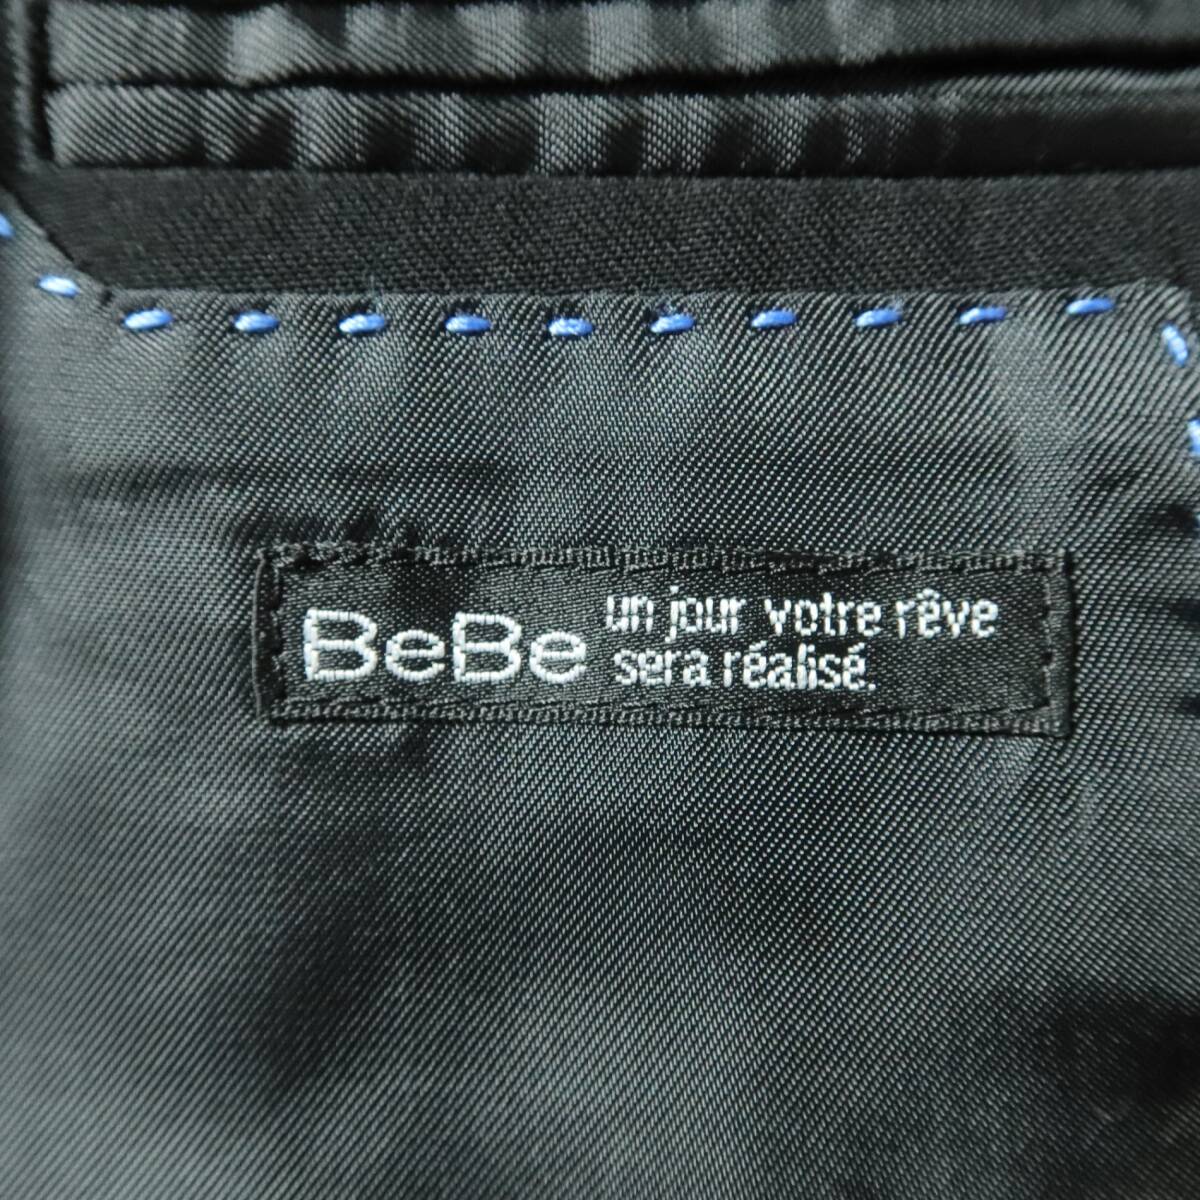 BeBe
un jour votre rêve
sera réalisé.